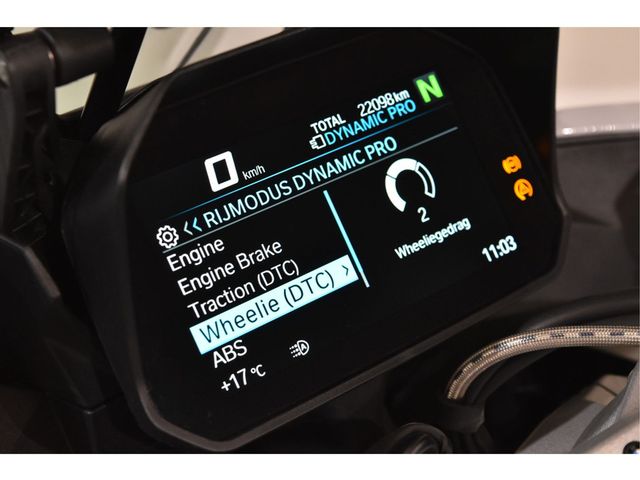 TOTAL 22098 km N
DYNAMIC PRO
0 km/h
<< RIJMODUS DYNAMIC PRO
Engine
Engine Brake
Traction (DTC)
Wheelie (DTC) >
ABS
2
Wheeliegedrag
+17 °C
11:03